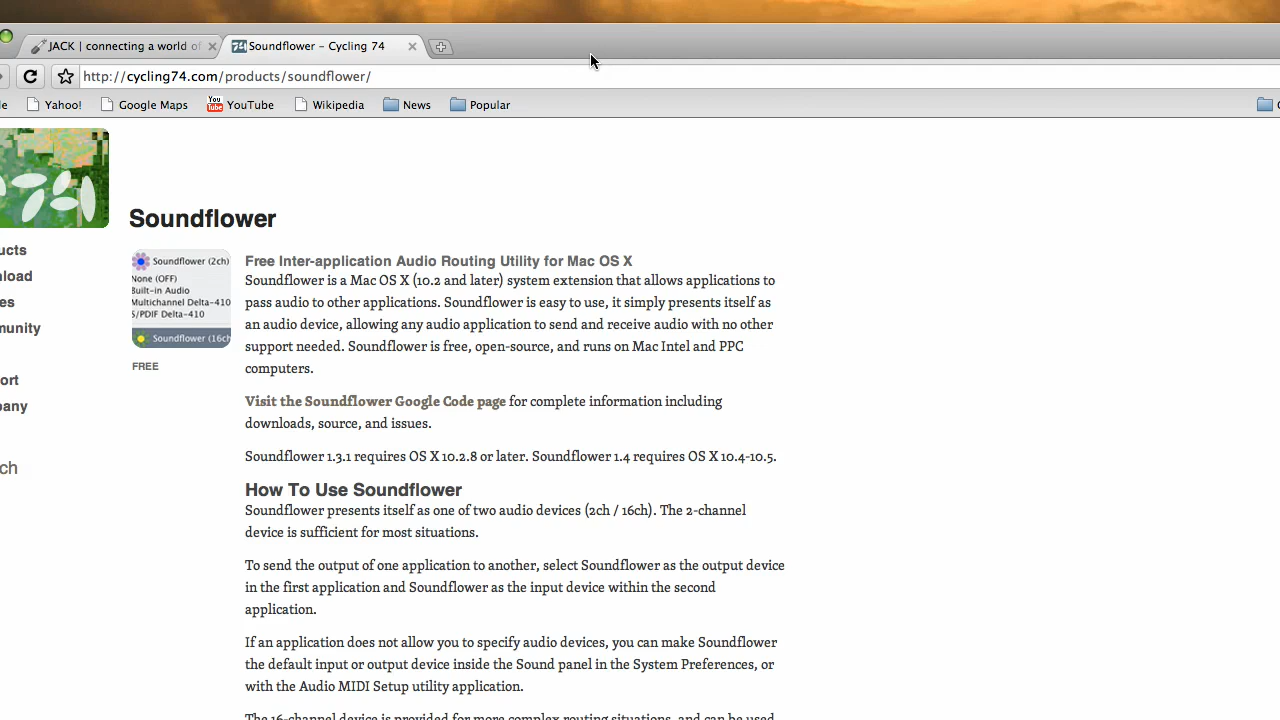 JACK | connecting a world of
74 Soundflower – Cycling 74
http://cycling74.com/products/soundflower/
le Yahoo! Google Maps You Tube YouTube Wikipedia News Popular
Soundflower
ucts
load
es
munity
ort
pany
ch
Soundflower (2ch)
None (OFF)
Built-in Audio
Multichannel Delta-410
S/PDIF Delta-410
Soundflower (16ch
FREE
Free Inter-application Audio Routing Utility for Mac OS X
Soundflower is a Mac OS X (10.2 and later) system extension that allows applications to
pass audio to other applications. Soundflower is easy to use, it simply presents itself as
an audio device, allowing any audio application to send and receive audio with no other
support needed. Soundflower is free, open-source, and runs on Mac Intel and PPC
computers.
Visit the Soundflower Google Code page for complete information including
downloads, source, and issues.
Soundflower 1.3.1 requires OS X 10.2.8 or later. Soundflower 1.4 requires OS X 10.4-10.5.
How To Use Soundflower
Soundflower presents itself as one of two audio devices (2ch / 16ch). The 2-channel
device is sufficient for most situations.
To send the output of one application to another, select Soundflower as the output device
in the first application and Soundflower as the input device within the second
application.
If an application does not allow you to specify audio devices, you can make Soundflower
the default input or output device inside the Sound panel in the System Preferences, or
with the Audio MIDI Setup utility application.
The 16-channel device is provided for more complex routing situations, and can be used